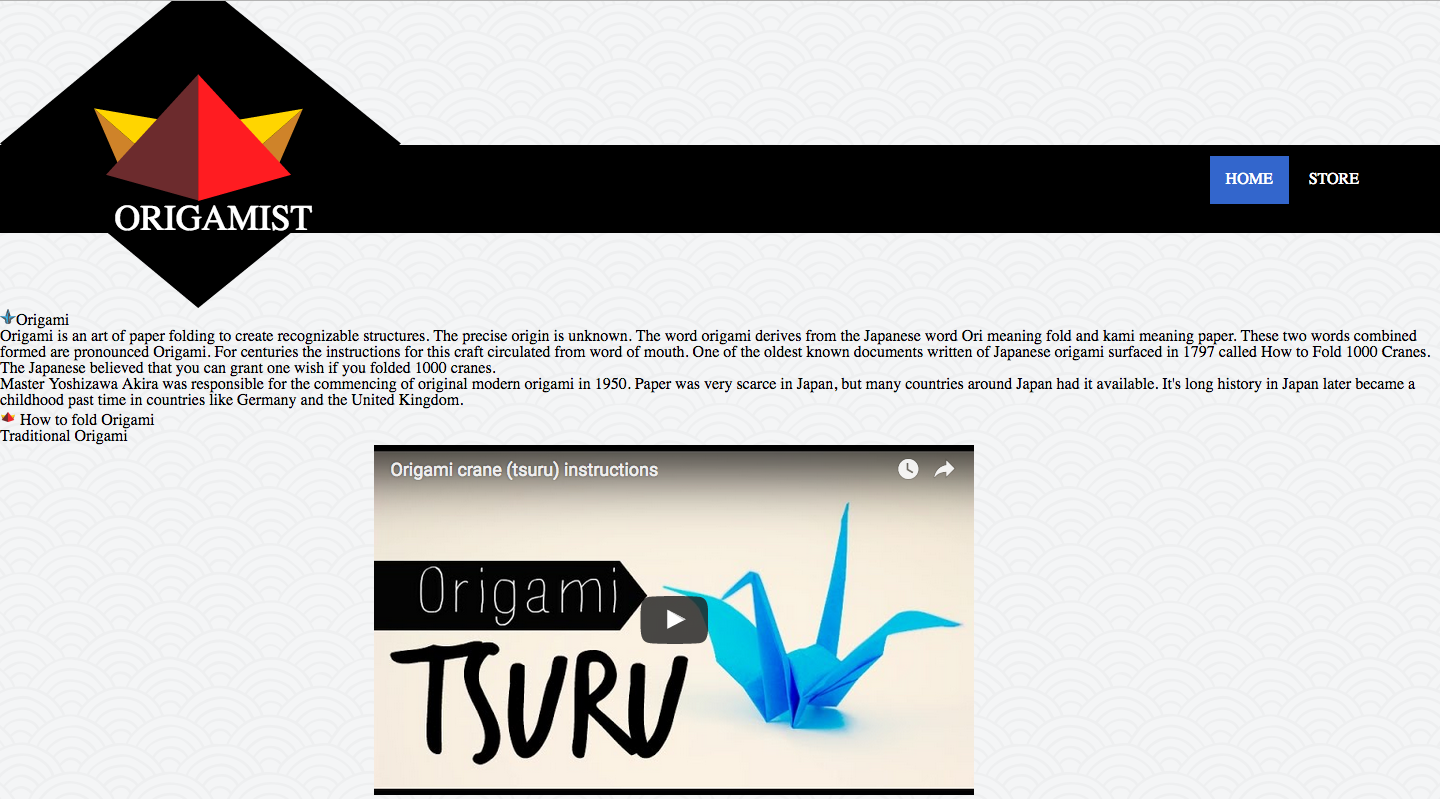 ORIGAMIST
HOME
STORE
Origami
Origami is an art of paper folding to create recognizable structures. The precise origin is unknown. The word origami derives from the Japanese word Ori meaning fold and kami meaning paper. These two words combined
formed are pronounced Origami. For centuries the instructions for this craft circulated from word of mouth. One of the oldest known documents written of Japanese origami surfaced in 1797 called How to Fold 1000 Cranes.
The Japanese believed that you can grant one wish if you folded 1000 cranes.
Master Yoshizawa Akira was responsible for the commencing of original modern origami in 1950. Paper was very scarce in Japan, but many countries around Japan had it available. It's long history in Japan later became a
childhood past time in countries like Germany and the United Kingdom.
How to fold Origami
Traditional Origami
Origami crane (tsuru) instructions
Origami
TSURU